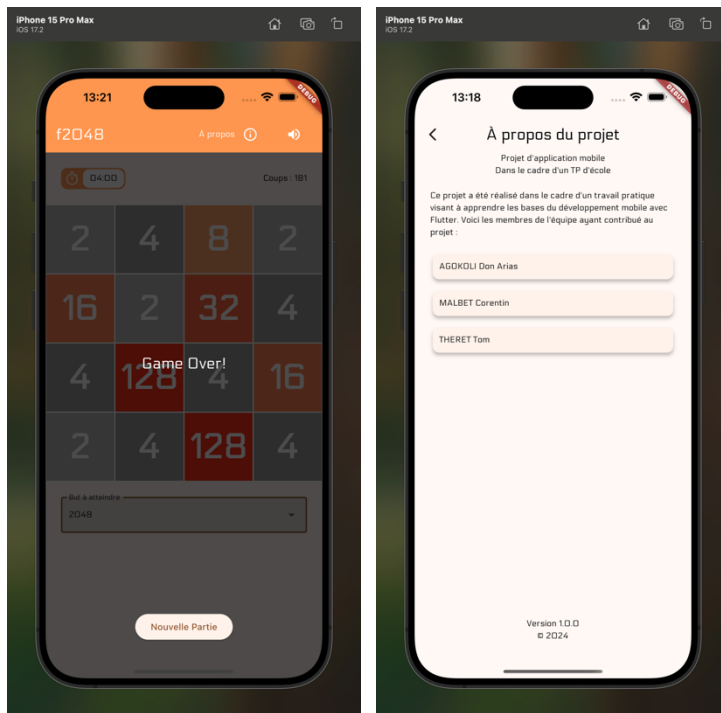 iPhone 15 Pro Max
iOS 17.2
13:21
DEBUG
f2048
À propos
04:00
Coups : 181
2 4 8 2
16 2 32 4
4 128 4 16
Game Over!
2 4 128 4
But à atteindre
2048
Nouvelle Partie
iPhone 15 Pro Max
iOS 17.2
13:18
DEBUG
À propos du projet
Projet d'application mobile
Dans le cadre d'un TP d'école
Ce projet a été réalisé dans le cadre d'un travail pratique
visant à apprendre les bases du développement mobile avec
Flutter. Voici les membres de l'équipe ayant contribué au
projet :
AGOKOLI Don Arias
MALBET Corentin
THERET Tom
Version 1.0.0
© 2024